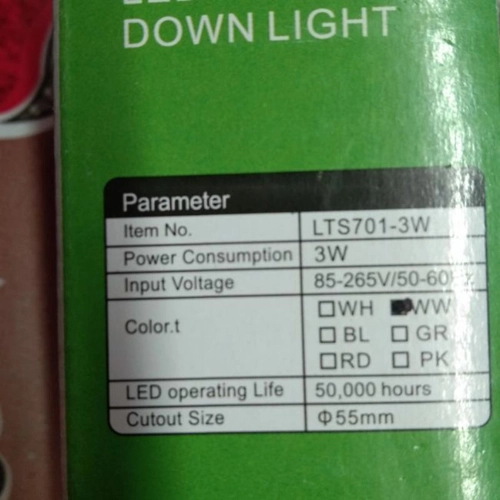 DOWN LIGHT
Parameter
Item No. LTS701-3W
Power Consumption 3W
Input Voltage 85-265V/50-60Hz
Color.t
☐WH ■WW
☐BL ☐GR
☐RD ☐PK
LED operating Life 50,000 hours
Cutout Size Φ55mm